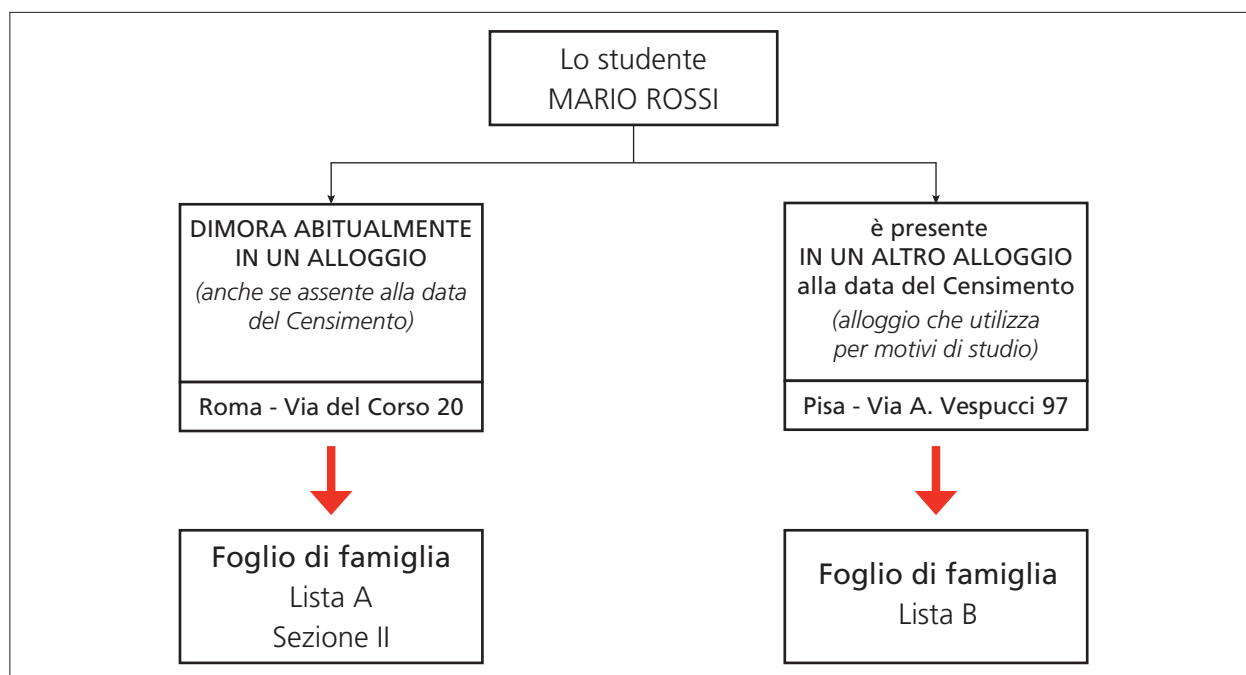 Lo studente
MARIO ROSSI
DIMORA ABITUALMENTE
IN UN ALLOGGIO
(anche se assente alla data
del Censimento)
Roma - Via del Corso 20
Foglio di famiglia
Lista A
Sezione II
è presente
IN UN ALTRO ALLOGGIO
alla data del Censimento
(alloggio che utilizza
per motivi di studio)
Pisa - Via A. Vespucci 97
Foglio di famiglia
Lista B